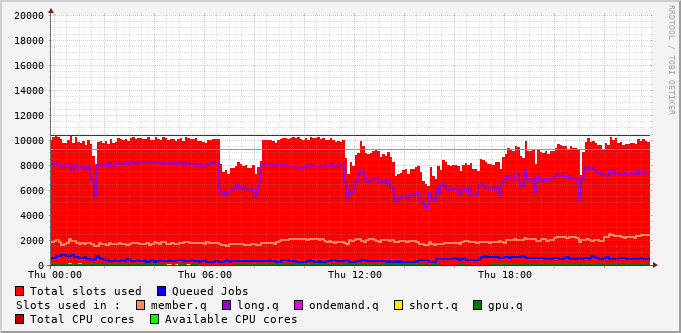 20000
18000
16000
14000
12000
10000
8000
6000
4000
2000
0
Thu 00:00 Thu 06:00 Thu 12:00 Thu 18:00
Total slots used Queued Jobs
Slots used in : member.q long.q ondemand.q short.q gpu.q
Total CPU cores Available CPU cores
RRDTOOL / TOBI OETIKER